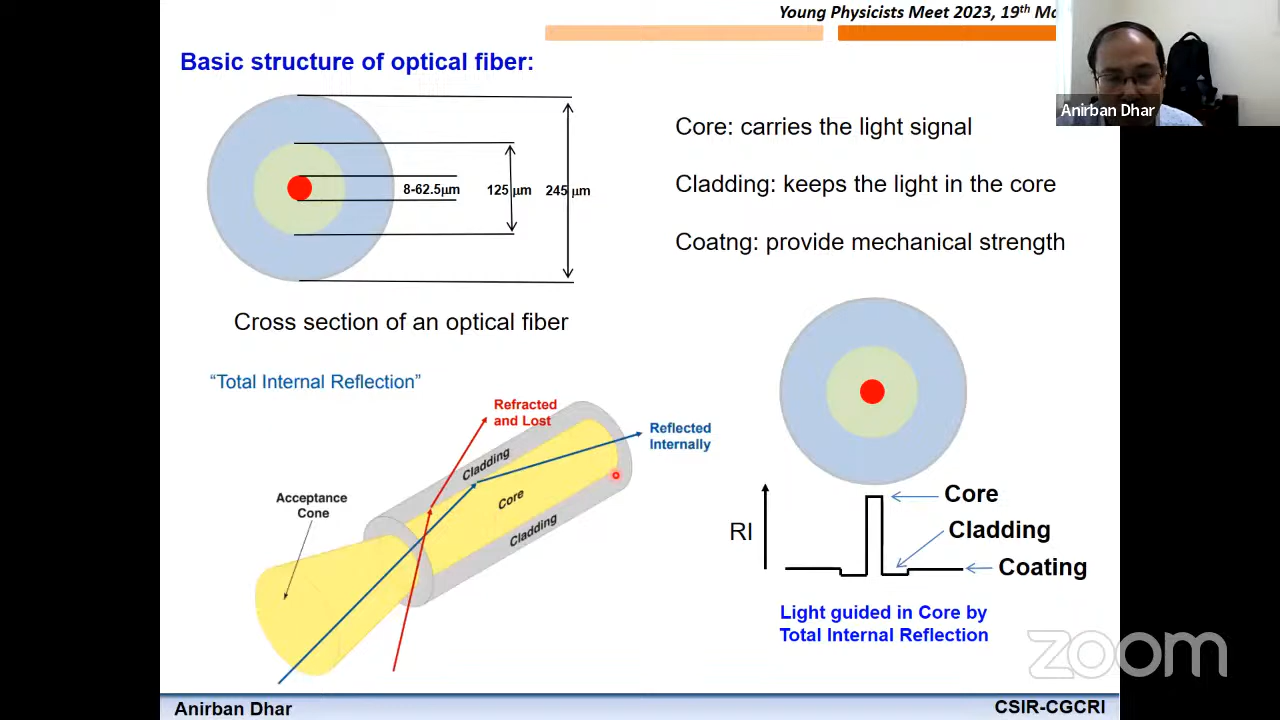 Young Physicists Meet 2023, 19th Ma
Basic structure of optical fiber:
Anirban Dhar
Core: carries the light signal
8-62.5μm
125 μm
245 μm
Cladding: keeps the light in the core
Coatng: provide mechanical strength
Cross section of an optical fiber
“Total Internal Reflection”
Refracted
and Lost
Reflected
Internally
Cladding
Core
Cladding
Acceptance
Cone
RI
Core
Cladding
Coating
Light guided in Core by
Total Internal Reflection
zoom
Anirban Dhar
CSIR-CGCRI